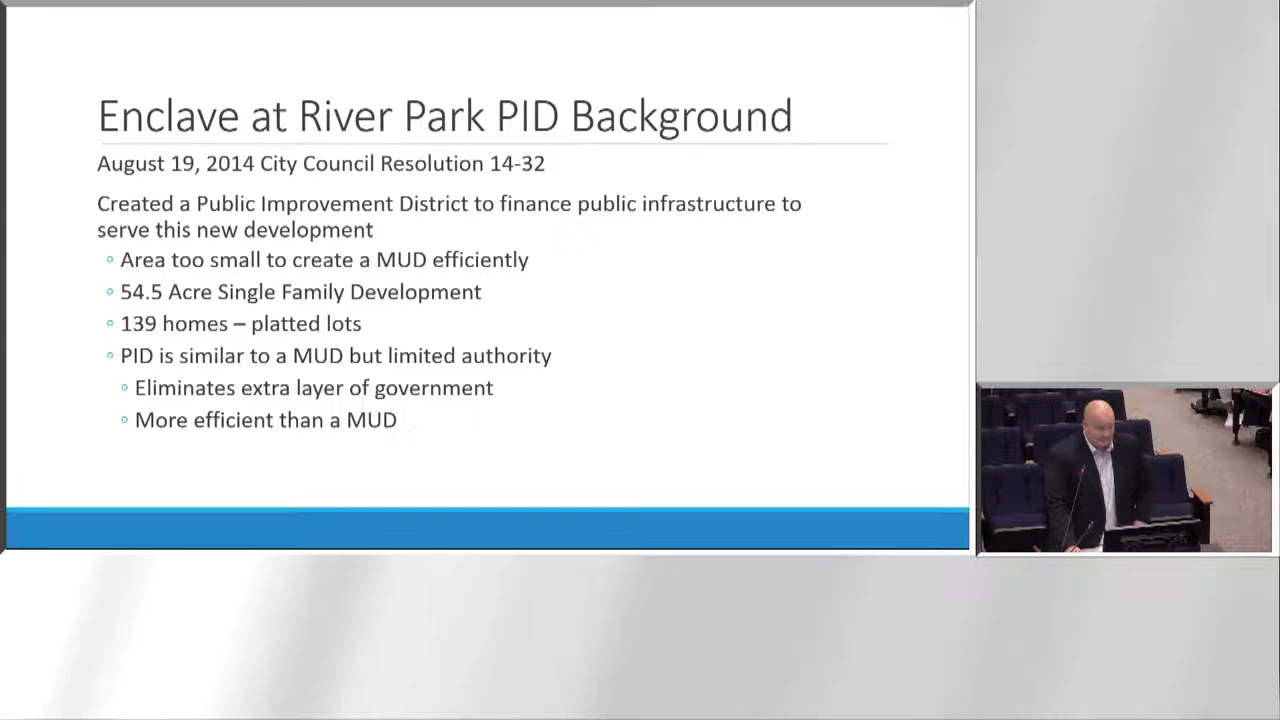 Enclave at River Park PID Background
August 19, 2014 City Council Resolution 14-32
Created a Public Improvement District to finance public infrastructure to
serve this new development
◦ Area too small to create a MUD efficiently
◦ 54.5 Acre Single Family Development
◦ 139 homes – platted lots
◦ PID is similar to a MUD but limited authority
◦ Eliminates extra layer of government
◦ More efficient than a MUD